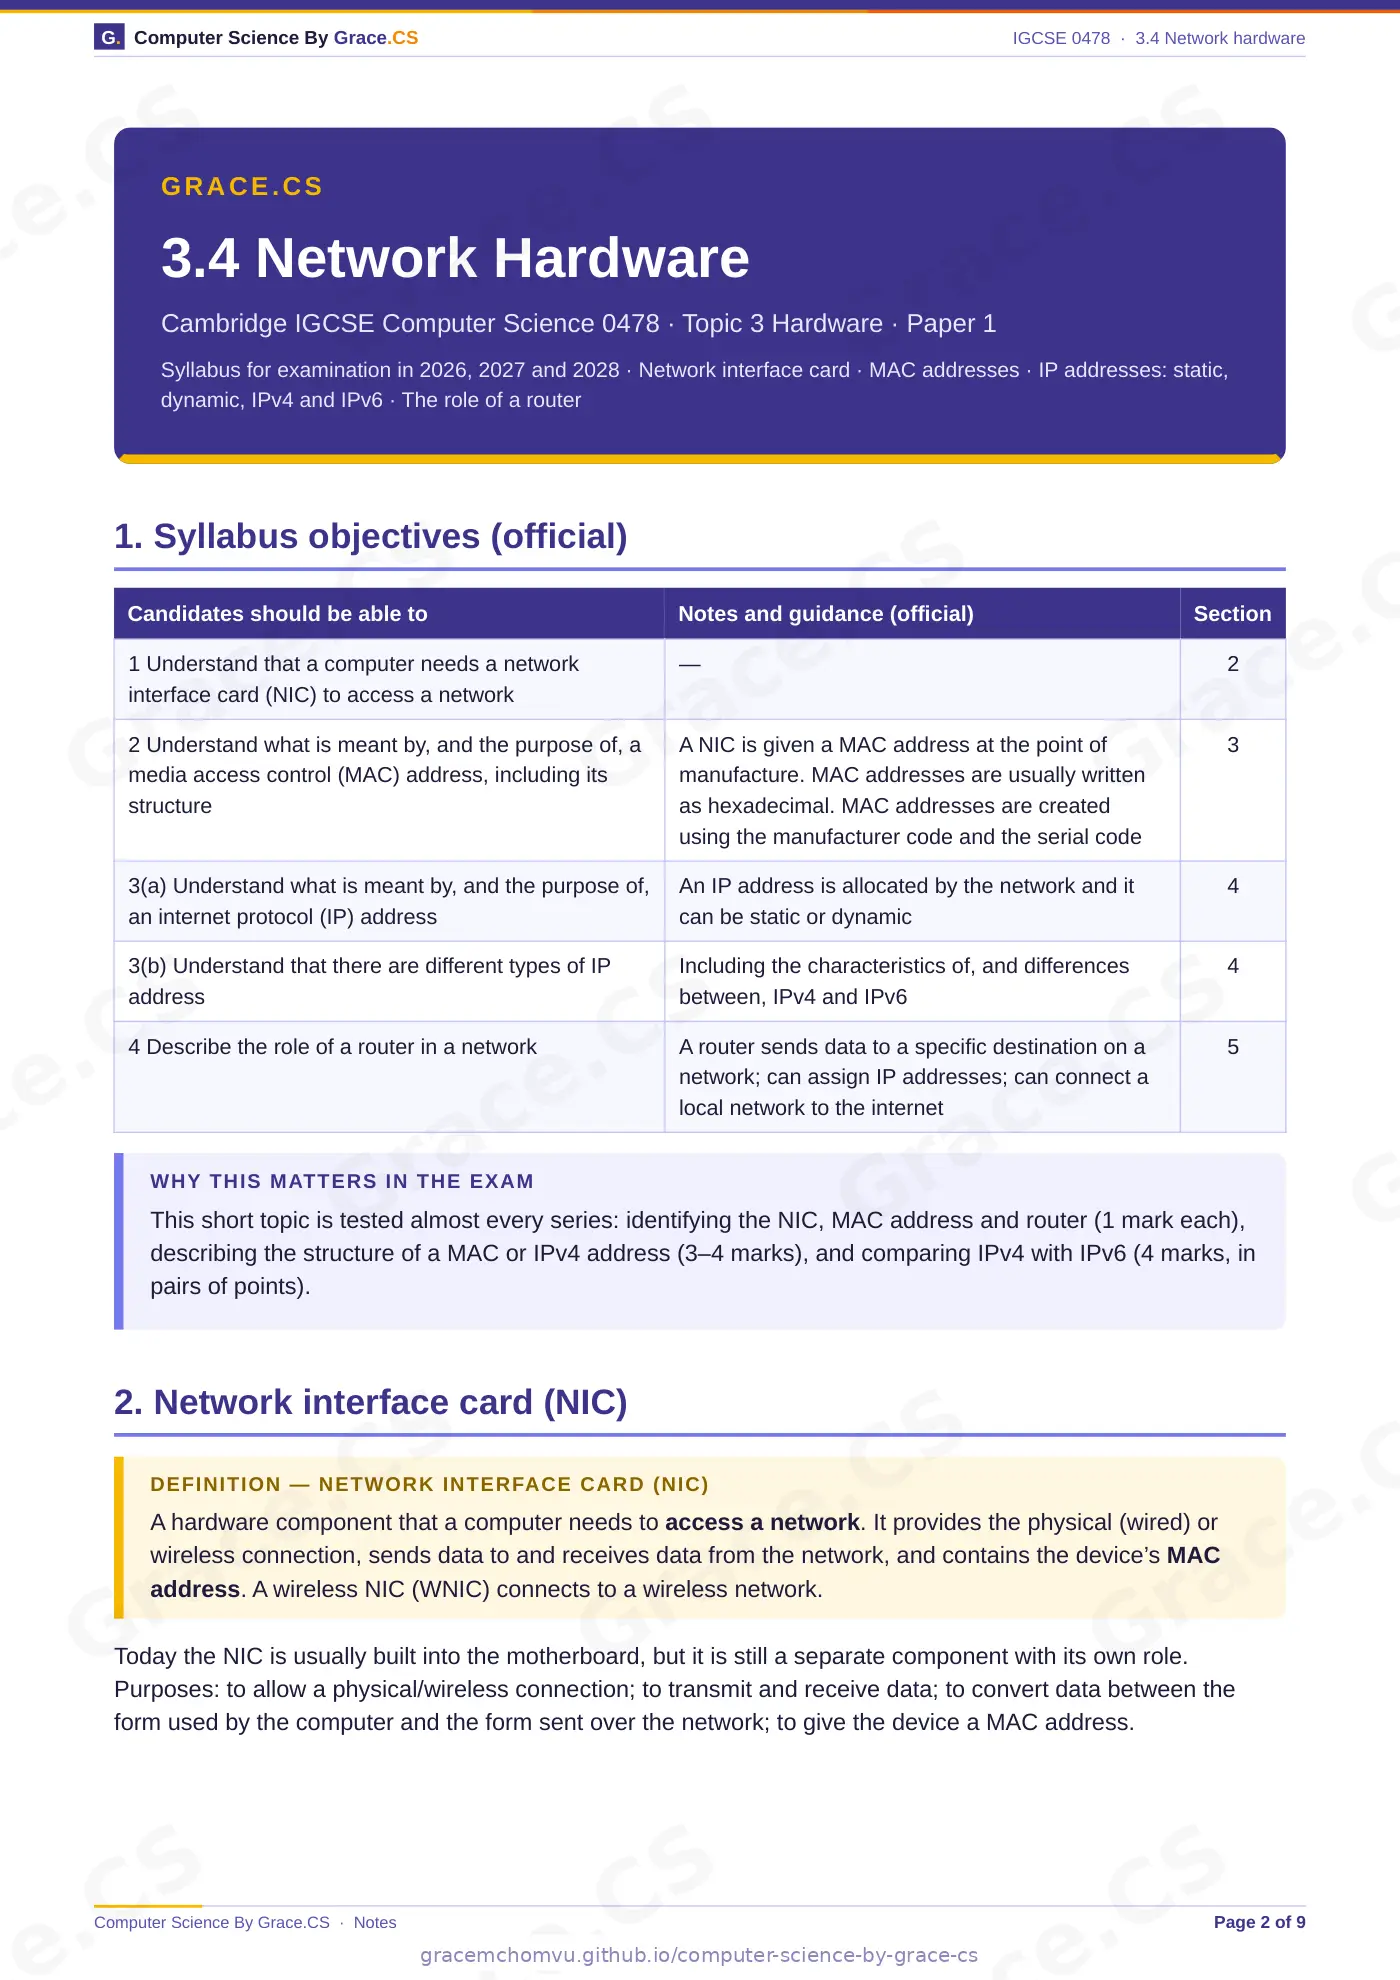 G. Computer Science By Grace.CS
IGCSE 0478 · 3.4 Network hardware
GRACE.CS
3.4 Network Hardware
Cambridge IGCSE Computer Science 0478 · Topic 3 Hardware · Paper 1
Syllabus for examination in 2026, 2027 and 2028 · Network interface card · MAC addresses · IP addresses: static,
dynamic, IPv4 and IPv6 · The role of a router
1. Syllabus objectives (official)
Candidates should be able to
Notes and guidance (official)
Section
1 Understand that a computer needs a network
interface card (NIC) to access a network
—
2
2 Understand what is meant by, and the purpose of, a
media access control (MAC) address, including its
structure
A NIC is given a MAC address at the point of
manufacture. MAC addresses are usually written
as hexadecimal. MAC addresses are created
using the manufacturer code and the serial code
3
3(a) Understand what is meant by, and the purpose of,
an internet protocol (IP) address
An IP address is allocated by the network and it
can be static or dynamic
4
3(b) Understand that there are different types of IP
address
Including the characteristics of, and differences
between, IPv4 and IPv6
4
4 Describe the role of a router in a network
A router sends data to a specific destination on a
network; can assign IP addresses; can connect a
local network to the internet
5
WHY THIS MATTERS IN THE EXAM
This short topic is tested almost every series: identifying the NIC, MAC address and router (1 mark each),
describing the structure of a MAC or IPv4 address (3–4 marks), and comparing IPv4 with IPv6 (4 marks, in
pairs of points).
2. Network interface card (NIC)
DEFINITION — NETWORK INTERFACE CARD (NIC)
A hardware component that a computer needs to access a network. It provides the physical (wired) or
wireless connection, sends data to and receives data from the network, and contains the device’s MAC
address. A wireless NIC (WNIC) connects to a wireless network.
Today the NIC is usually built into the motherboard, but it is still a separate component with its own role.
Purposes: to allow a physical/wireless connection; to transmit and receive data; to convert data between the
form used by the computer and the form sent over the network; to give the device a MAC address.
Computer Science By Grace.CS · Notes
Page 2 of 9
gracemchomvu.github.io/computer-science-by-grace-cs